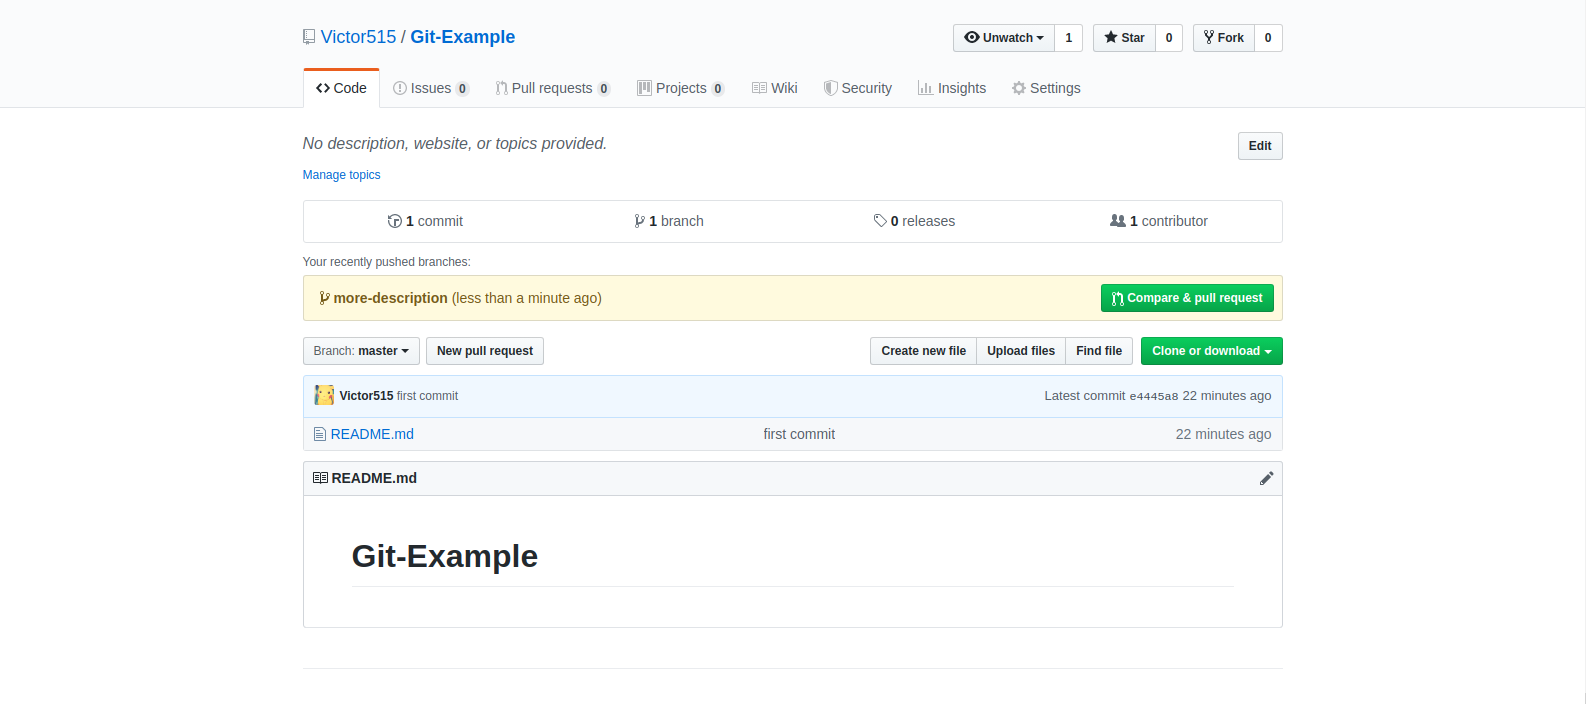 Victor515 / Git-Example
Unwatch 1 Star 0 Fork 0
Code Issues 0 Pull requests 0 Projects 0 Wiki Security Insights Settings
No description, website, or topics provided. Edit
Manage topics
1 commit 1 branch 0 releases 1 contributor
Your recently pushed branches:
more-description (less than a minute ago) Compare & pull request
Branch: master New pull request Create new file Upload files Find file Clone or download
Victor515 first commit Latest commit e4445a8 22 minutes ago
README.md first commit 22 minutes ago
README.md
Git-Example